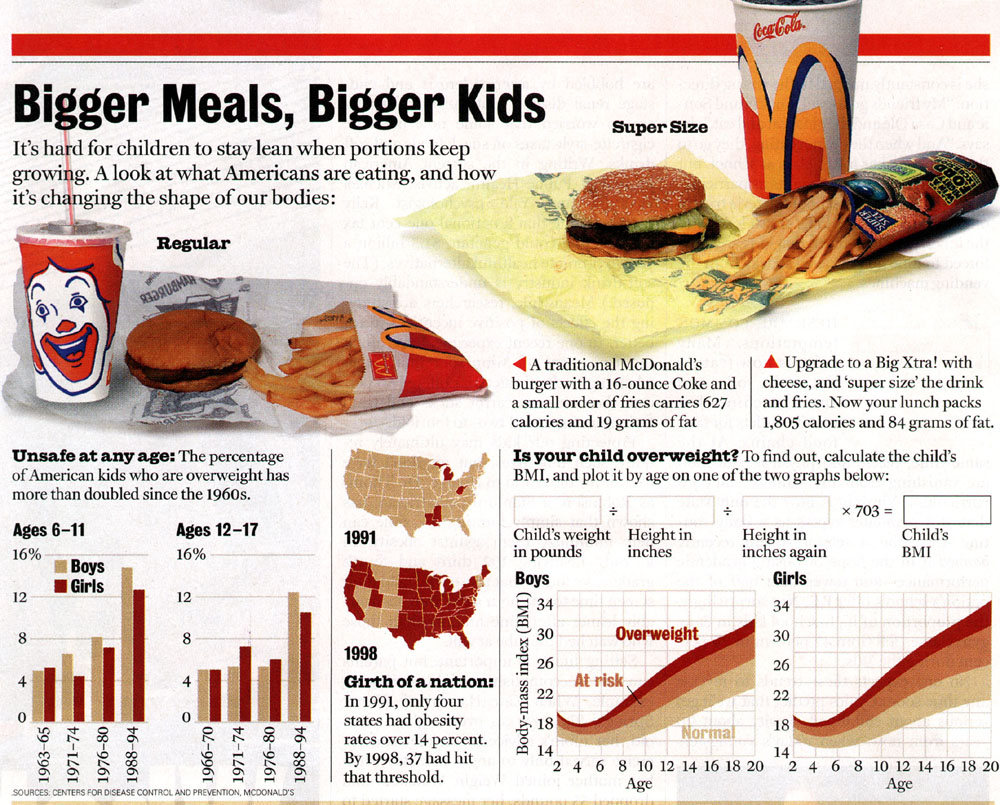 Coca-Cola.
Bigger Meals, Bigger Kids
It's hard for children to stay lean when portions keep
growing. A look at what Americans are eating, and how
it's changing the shape of our bodies:
Super Size
Regular
HAMBURGER
SUPER SIZE
◀ A traditional McDonald's
burger with a 16-ounce Coke and
a small order of fries carries 627
calories and 19 grams of fat
▲ Upgrade to a Big Xtra! with
cheese, and ‘super size’ the drink
and fries. Now your lunch packs
1,805 calories and 84 grams of fat.
Unsafe at any age: The percentage
of American kids who are overweight has
more than doubled since the 1960s.
Ages 6–11
16%
12
8
4
0
Boys
Girls
1963–65
1971–74
1976–80
1988–94
Ages 12–17
16%
12
8
4
0
1966–70
1971–74
1976–80
1988–94
1991
1998
Girth of a nation:
In 1991, only four
states had obesity
rates over 14 percent.
By 1998, 37 had hit
that threshold.
Is your child overweight? To find out, calculate the child's
BMI, and plot it by age on one of the two graphs below:
÷ ÷ × 703 =
Child's weight
in pounds
Height in
inches
Height in
inches again
Child's
BMI
Boys
Body-mass index (BMI)
34
30
26
22
18
14
Overweight
At risk
Normal
2 4 6 8 10 12 14 16 18 20
Age
Girls
34
30
26
22
18
14
2 4 6 8 10 12 14 16 18 20
Age
SOURCES: CENTERS FOR DISEASE CONTROL AND PREVENTION, MCDONALD'S